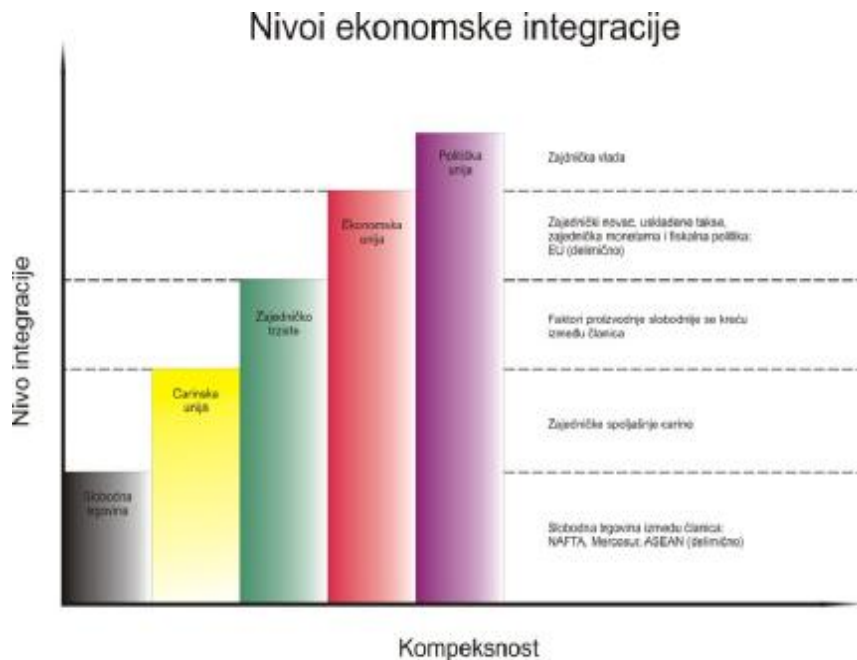 Nivoi ekonomske integracije
Nivo integracije
Politička
unija
Zajdnička vlada
Ekonomska
unija
Zajednički novac, usklađene takse,
zajednička monetarna i fiskalna politika:
EU (delimično)
Zajedničko
trzste
Faktori proizvodnje slobodnije se kreću
između članica
Carinska
unija
Zajedničke spoljašnje carine
Slobodna
trgovina
Slobodna trgovina između članica:
NAFTA, Mercosur, ASEAN (delimično)
Kompeksnost